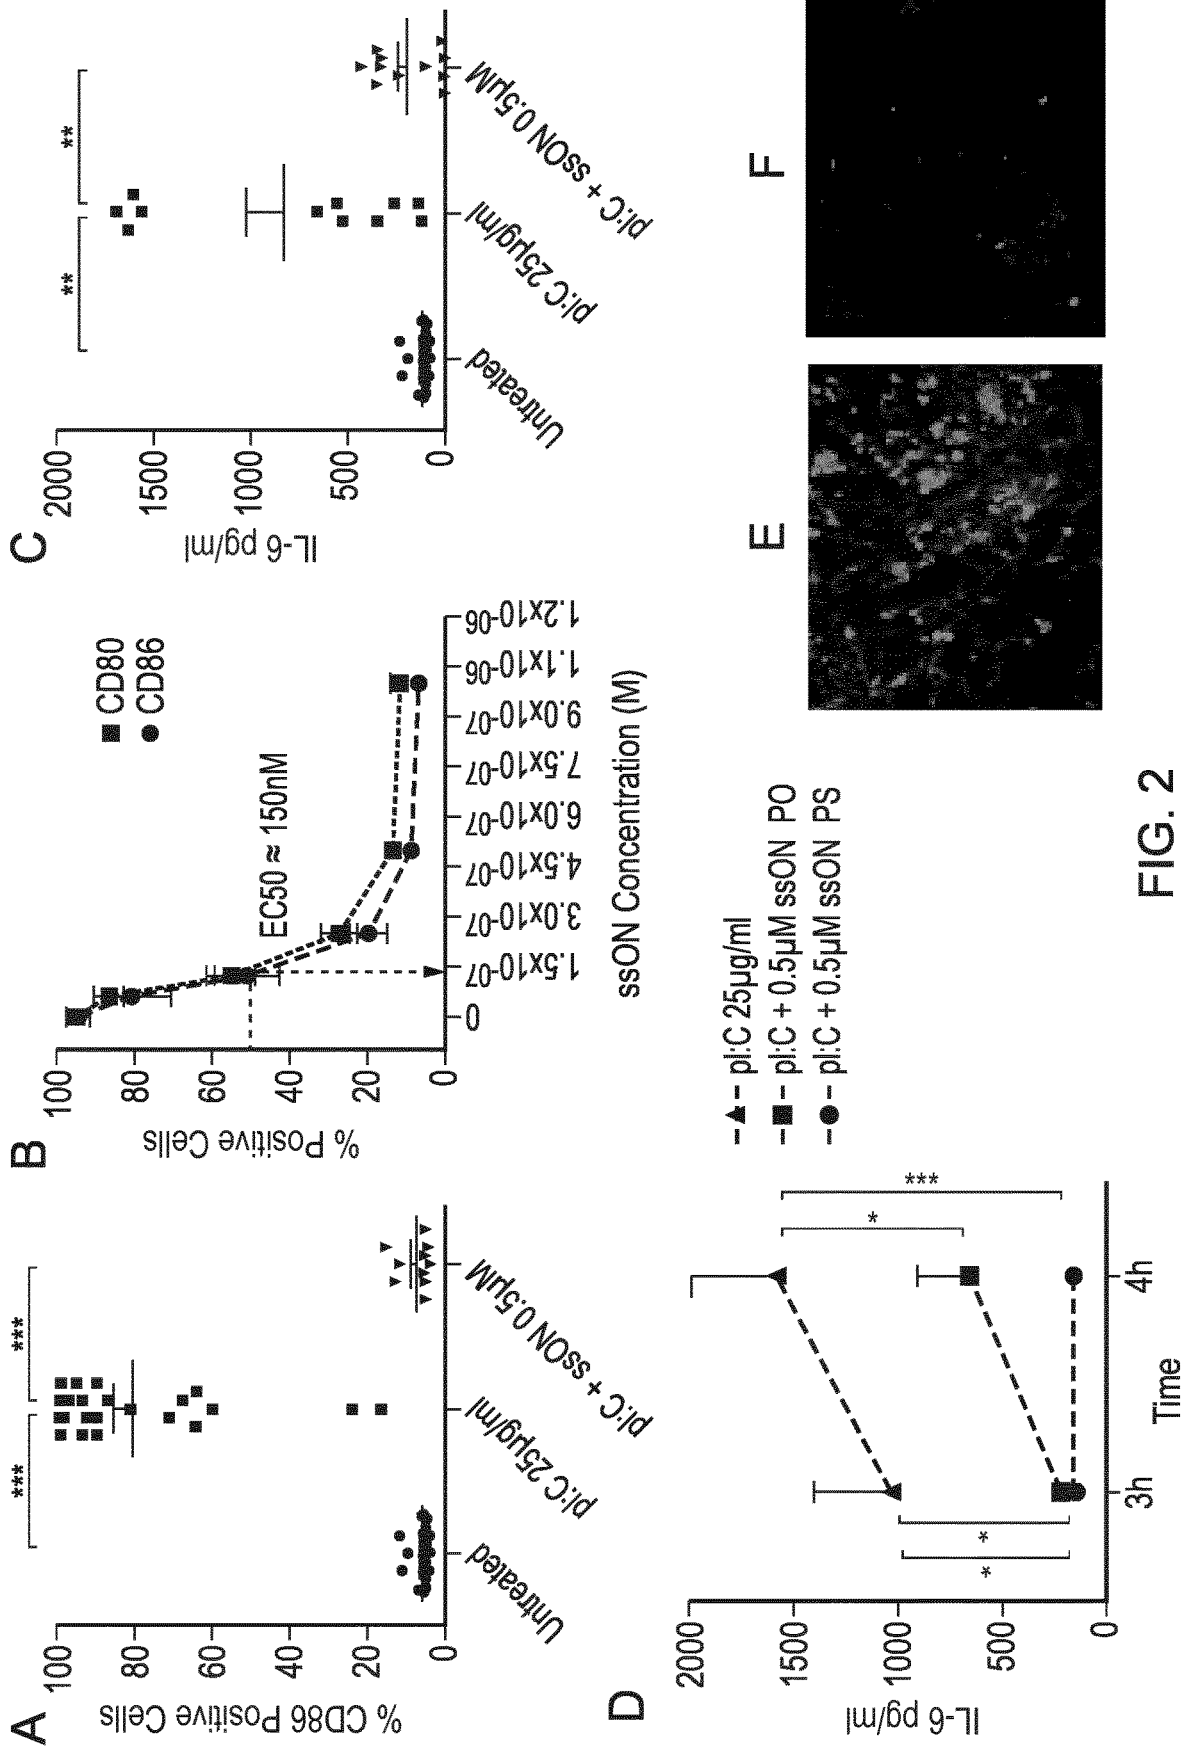 A
% CD86 Positive Cells
100
80
60
40
20
0
***
***
Untreated
pI:C 25µg/ml
pI:C + ssON 0.5µM
B
% Positive Cells
100
80
60
40
20
0
CD80
CD86
EC50 ≈ 150nM
0
1.5x10-07
3.0x10-07
4.5x10-07
6.0x10-07
7.5x10-07
9.0x10-07
1.1x10-06
1.2x10-06
ssON Concentration (M)
C
IL-6 pg/ml
2000
1500
1000
500
0
**
**
Untreated
pI:C 25µg/ml
pI:C + ssON 0.5µM
D
IL-6 pg/ml
2000
1500
1000
500
0
*
*
*
***
3h
4h
Time
pI:C 25µg/ml
pI:C + 0.5µM ssON PO
pI:C + 0.5µM ssON PS
E
F
FIG. 2